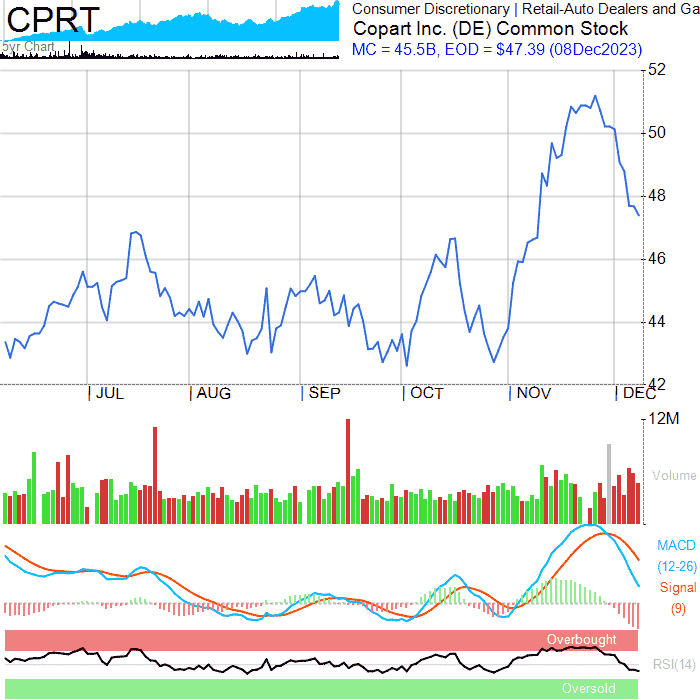 CPRT
5yr Chart
Consumer Discretionary | Retail-Auto Dealers and Ga
Copart Inc. (DE) Common Stock
MC = 45.5B, EOD = $47.39 (08Dec2023)
52
50
48
46
44
42
JUL AUG SEP OCT NOV DEC
12M
Volume
MACD
(12-26)
Signal
(9)
Overbought
RSI(14)
Oversold